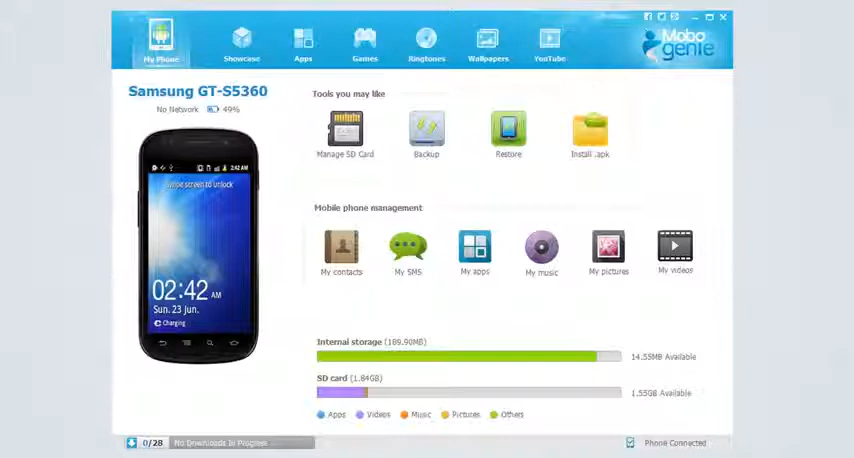 My Phone
Showcase
Apps
Games
Ringtones
Wallpapers
YouTube
Mobo
genie
Samsung GT-S5360
No Network 49%
2:42 AM
Swipe screen to unlock
02:42 AM
Sun. 23 Jun.
Charging
Tools you may like
Manage SD Card
Backup
Restore
Install .apk
Mobile phone management
My contacts
My SMS
My apps
My music
My pictures
My videos
Internal storage (189.90MB)
14.55MB Available
SD card (1.84GB)
1.55GB Available
Apps Videos Music Pictures Others
0/28 No Downloads In Progress ...
Phone Connected